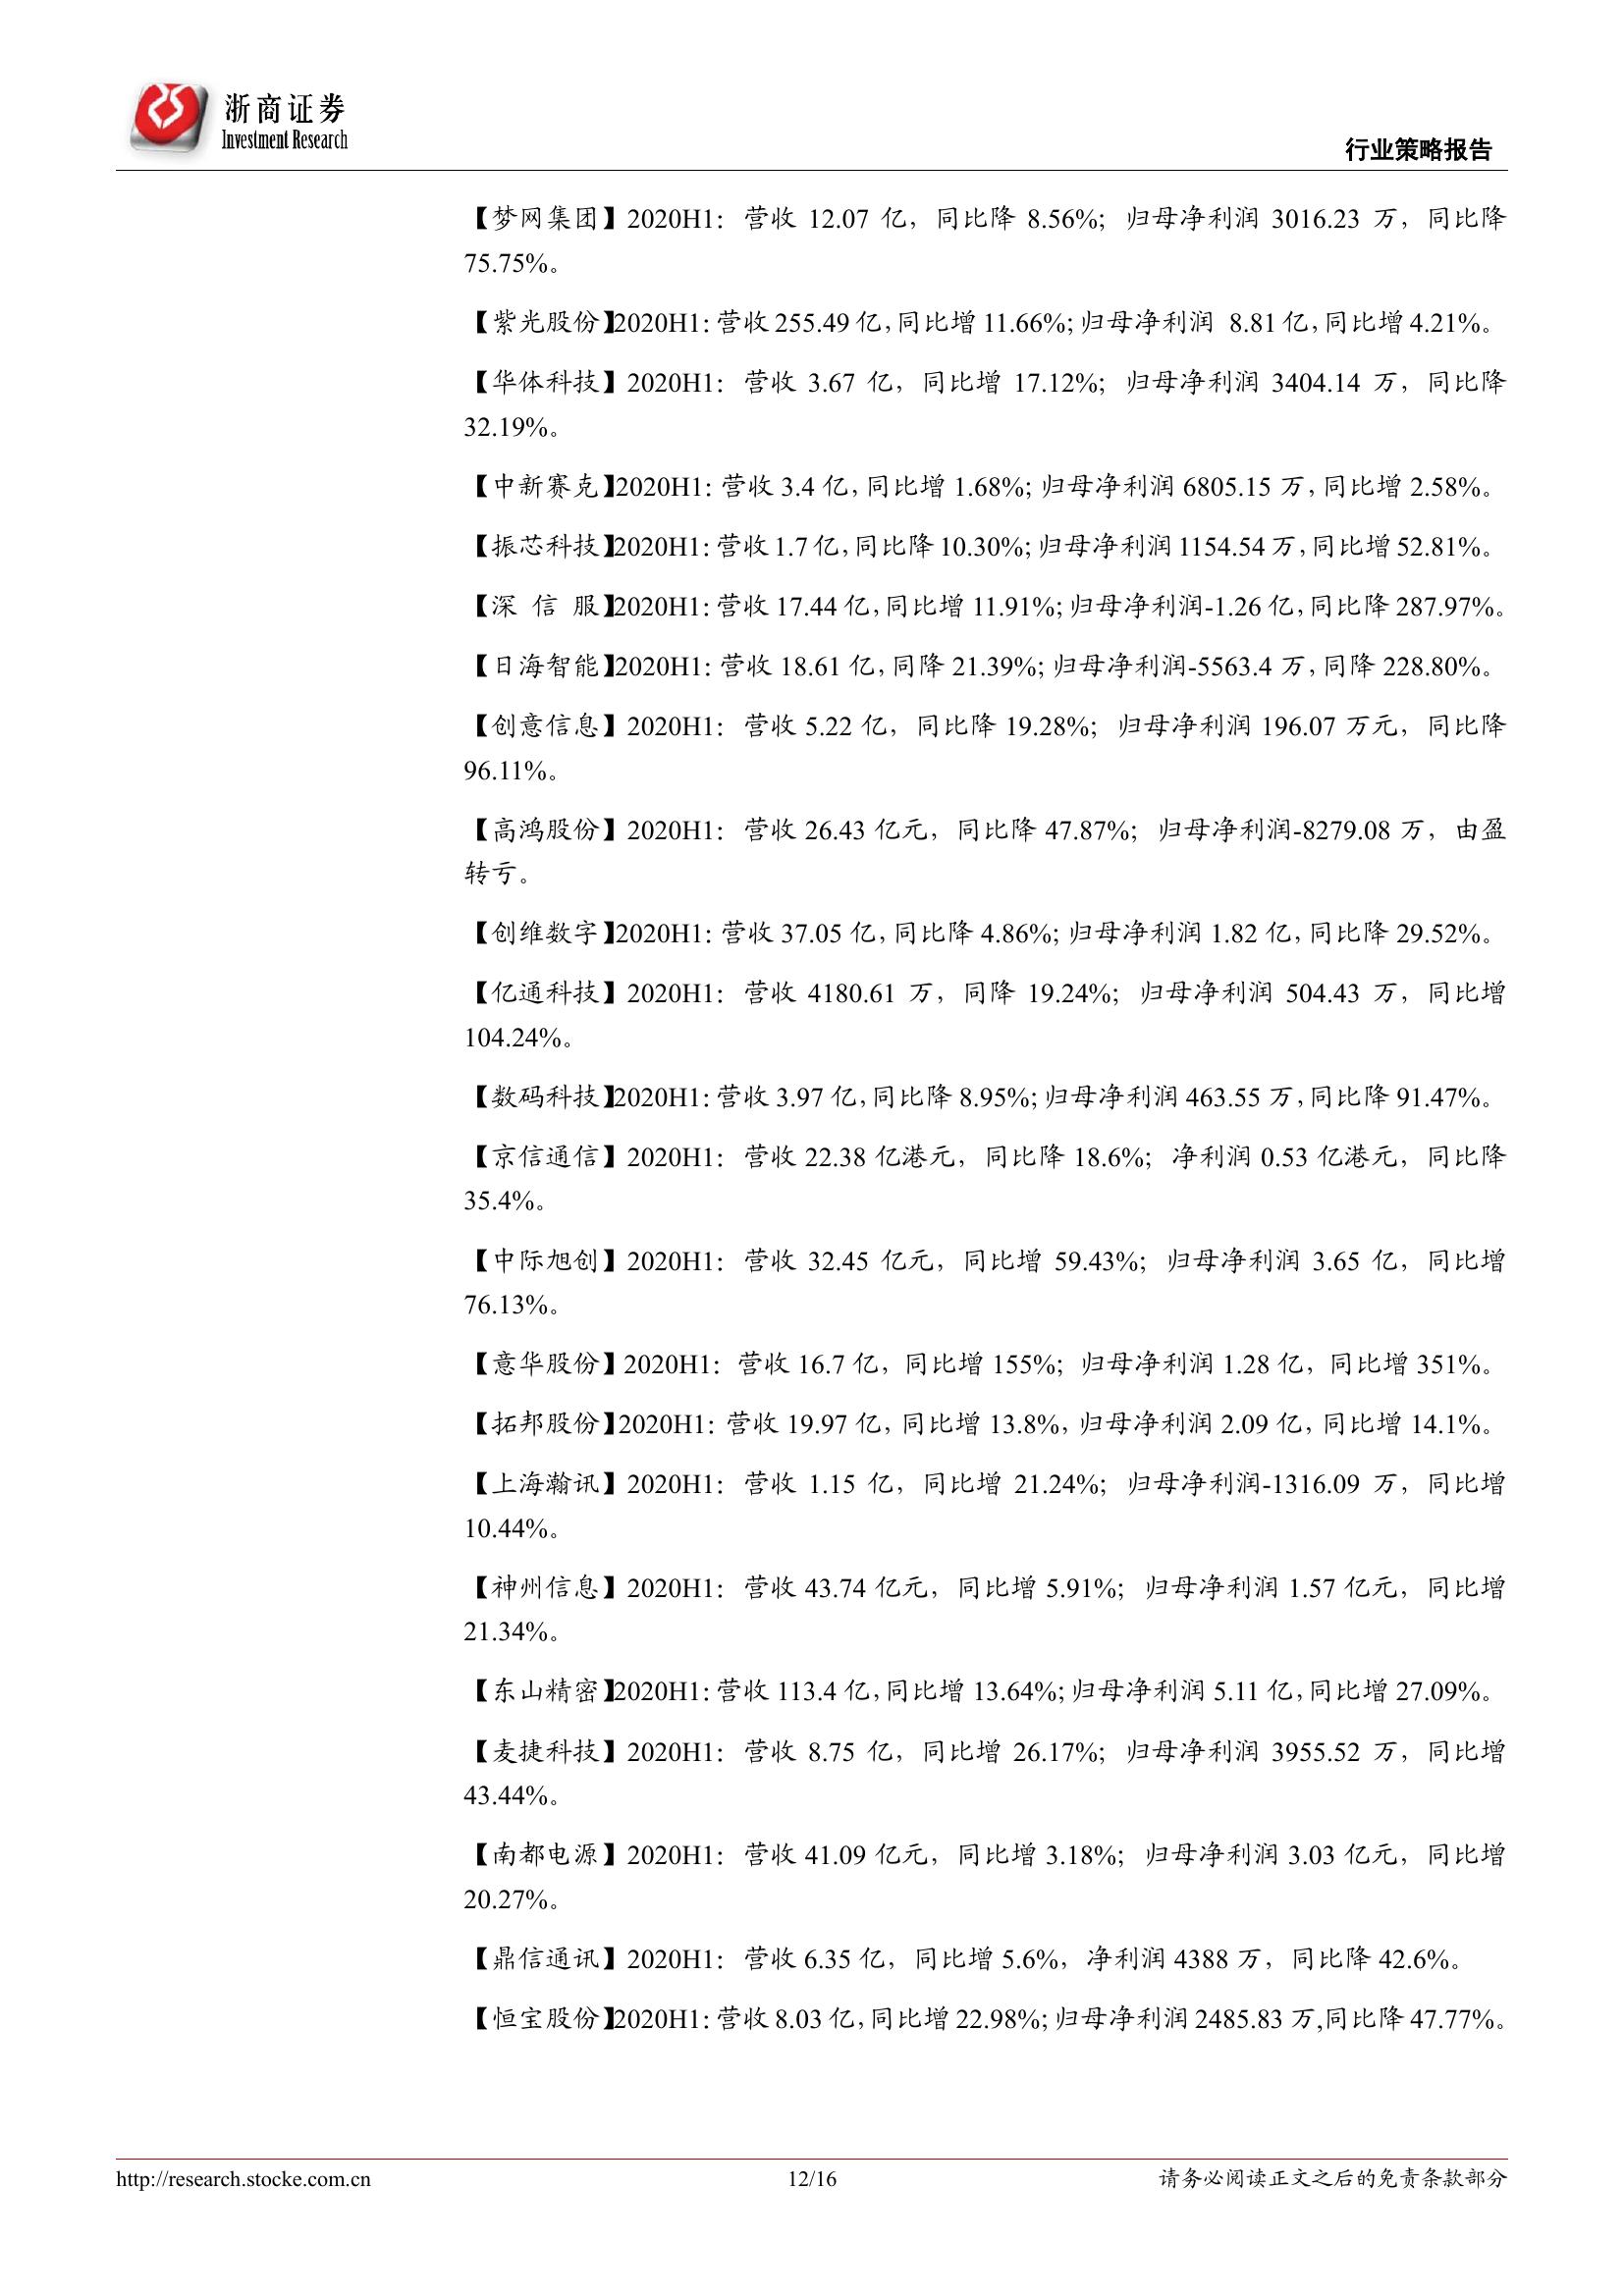 浙商证券
Investment Research
行业策略报告
【梦网集团】2020H1：营收 12.07 亿，同比降 8.56%；归母净利润 3016.23 万，同比降
75.75%。
【紫光股份】2020H1：营收 255.49 亿，同比增 11.66%；归母净利润 8.81 亿，同比增 4.21%。
【华体科技】2020H1：营收 3.67 亿，同比增 17.12%；归母净利润 3404.14 万，同比降
32.19%。
【中新赛克】2020H1：营收 3.4 亿，同比增 1.68%；归母净利润 6805.15 万，同比增 2.58%。
【振芯科技】2020H1：营收 1.7 亿，同比降 10.30%；归母净利润 1154.54 万，同比增 52.81%。
【深 信 服】2020H1：营收 17.44 亿，同比增 11.91%；归母净利润-1.26 亿，同比降 287.97%。
【日海智能】2020H1：营收 18.61 亿，同降 21.39%；归母净利润-5563.4 万，同降 228.80%。
【创意信息】2020H1：营收 5.22 亿，同比降 19.28%；归母净利润 196.07 万元，同比降
96.11%。
【高鸿股份】2020H1：营收 26.43 亿元，同比降 47.87%；归母净利润-8279.08 万，由盈
转亏。
【创维数字】2020H1：营收 37.05 亿，同比降 4.86%；归母净利润 1.82 亿，同比降 29.52%。
【亿通科技】2020H1：营收 4180.61 万，同降 19.24%；归母净利润 504.43 万，同比增
104.24%。
【数码科技】2020H1：营收 3.97 亿，同比降 8.95%；归母净利润 463.55 万，同比降 91.47%。
【京信通信】2020H1：营收 22.38 亿港元，同比降 18.6%；净利润 0.53 亿港元，同比降
35.4%。
【中际旭创】2020H1：营收 32.45 亿元，同比增 59.43%；归母净利润 3.65 亿，同比增
76.13%。
【意华股份】2020H1：营收 16.7 亿，同比增 155%；归母净利润 1.28 亿，同比增 351%。
【拓邦股份】2020H1：营收 19.97 亿，同比增 13.8%，归母净利润 2.09 亿，同比增 14.1%。
【上海瀚讯】2020H1：营收 1.15 亿，同比增 21.24%；归母净利润-1316.09 万，同比增
10.44%。
【神州信息】2020H1：营收 43.74 亿元，同比增 5.91%；归母净利润 1.57 亿元，同比增
21.34%。
【东山精密】2020H1：营收 113.4 亿，同比增 13.64%；归母净利润 5.11 亿，同比增 27.09%。
【麦捷科技】2020H1：营收 8.75 亿，同比增 26.17%；归母净利润 3955.52 万，同比增
43.44%。
【南都电源】2020H1：营收 41.09 亿元，同比增 3.18%；归母净利润 3.03 亿元，同比增
20.27%。
【鼎信通讯】2020H1：营收 6.35 亿，同比增 5.6%，净利润 4388 万，同比降 42.6%。
【恒宝股份】2020H1：营收 8.03 亿，同比增 22.98%；归母净利润 2485.83 万,同比降 47.77%。
http://research.stocke.com.cn
12/16
请务必阅读正文之后的免责条款部分